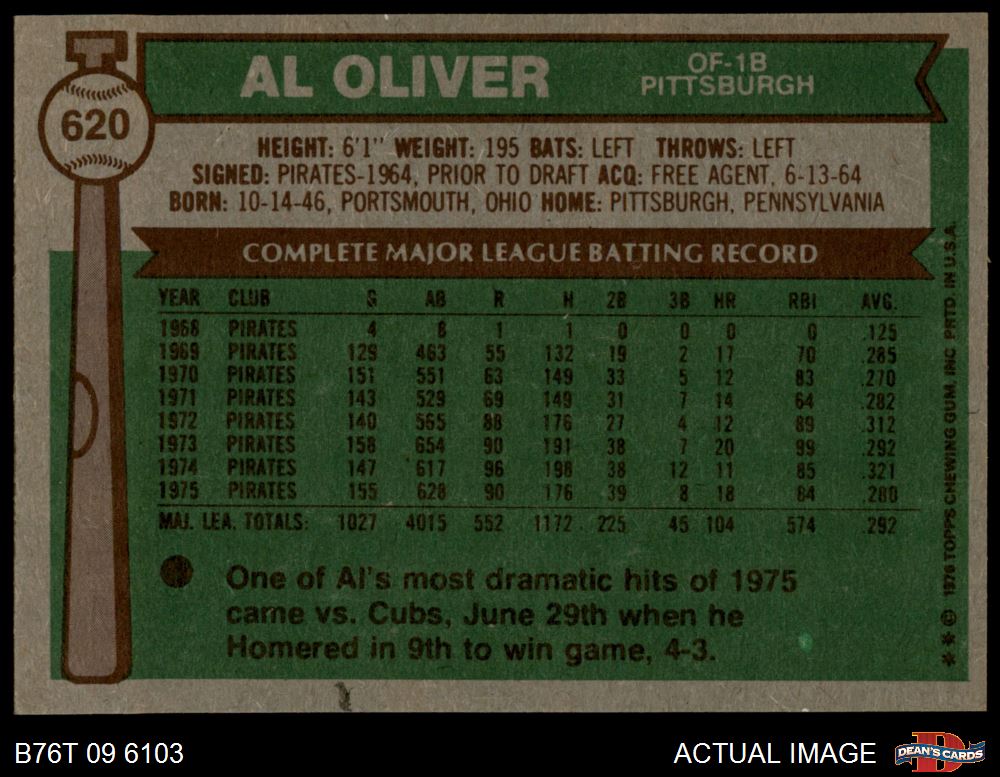 AL OLIVER
OF-1B
PITTSBURGH
620
HEIGHT: 6'1" WEIGHT: 195 BATS: LEFT THROWS: LEFT
SIGNED: PIRATES-1964, PRIOR TO DRAFT ACQ: FREE AGENT, 6-13-64
BORN: 10-14-46, PORTSMOUTH, OHIO HOME: PITTSBURGH, PENNSYLVANIA
COMPLETE MAJOR LEAGUE BATTING RECORD
YEAR CLUB G AB R H 2B 3B HR RBI AVG.
1968 PIRATES 4 8 1 1 0 0 0 0 .125
1969 PIRATES 129 463 55 132 19 2 17 70 .285
1970 PIRATES 151 551 63 149 33 5 12 83 .270
1971 PIRATES 143 529 69 149 31 7 14 64 .282
1972 PIRATES 140 565 88 176 27 4 12 89 .312
1973 PIRATES 158 654 90 191 38 7 20 99 .292
1974 PIRATES 147 617 96 198 38 12 11 85 .321
1975 PIRATES 155 628 90 176 39 8 18 84 .280
MAJ. LEA. TOTALS: 1027 4015 552 1172 225 45 104 574 .292
One of Al's most dramatic hits of 1975
came vs. Cubs, June 29th when he
Homered in 9th to win game, 4-3.
* * © 1976 TOPPS CHEWING GUM, INC PRTD. IN U.S.A.
B76T 09 6103
ACTUAL IMAGE
DEAN'S CARDS